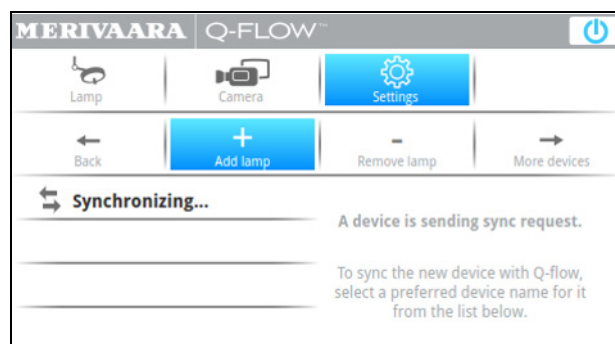 MERIVAARA Q-FLOW™
Lamp Camera Settings
Back Add lamp Remove lamp More devices
Synchronizing...
A device is sending sync request.
To sync the new device with Q-flow,
select a preferred device name for it
from the list below.